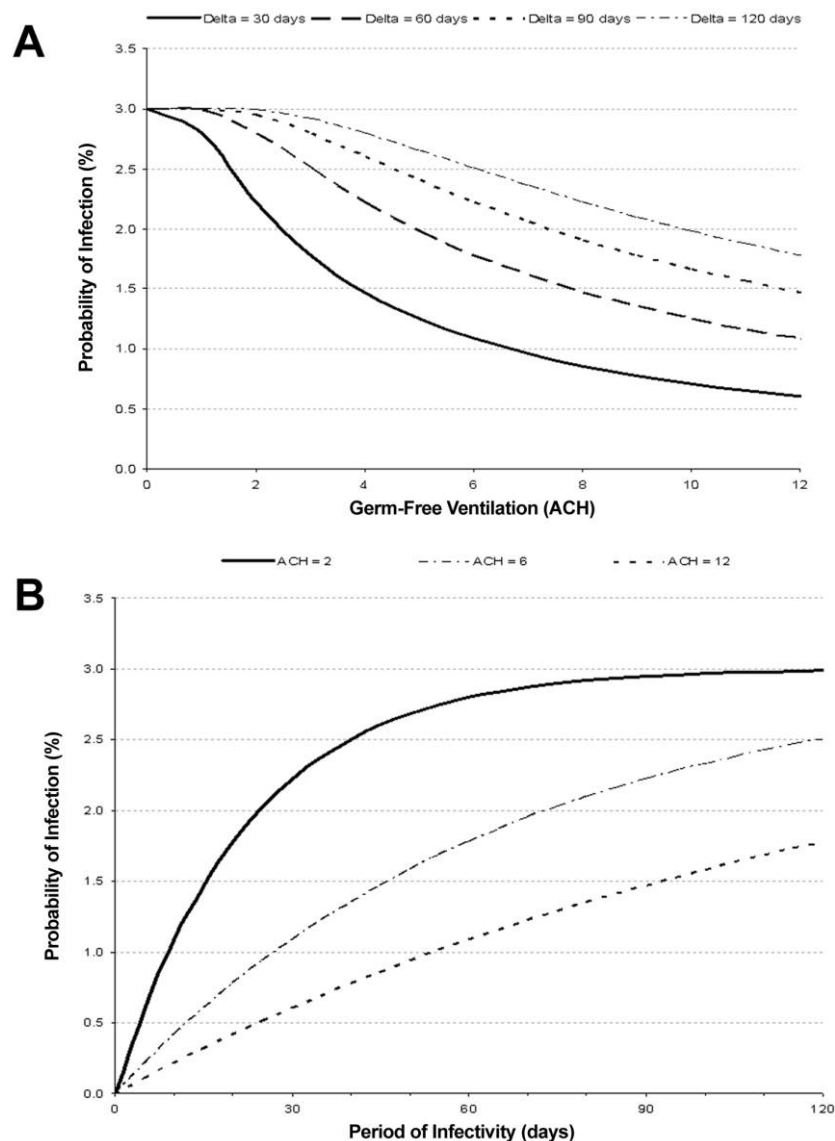 Delta = 30 days Delta = 60 days Delta = 90 days Delta = 120 days
A
3.5
3.0
2.5
2.0
1.5
1.0
0.5
0.0
Probability of Infection (%)
0 2 4 6 8 10 12
Germ-Free Ventilation (ACH)
ACH = 2 ACH = 6 ACH = 12
B
3.5
3.0
2.5
2.0
1.5
1.0
0.5
0.0
Probability of Infection (%)
0 30 60 90 120
Period of Infectivity (days)